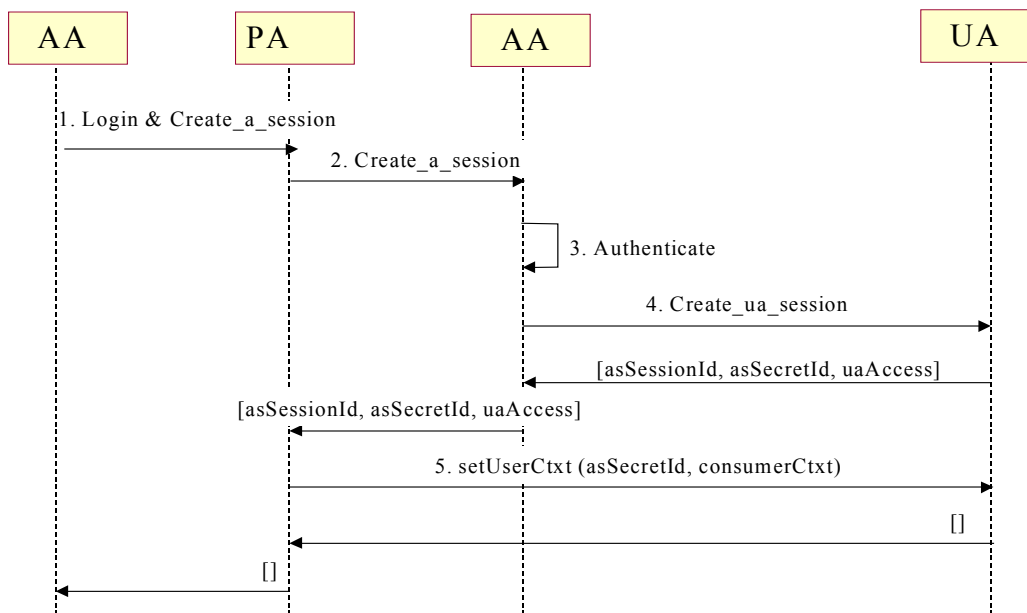 AA
PA
AA
UA
1. Login & Create_a_session
2. Create_a_session
3. Authenticate
4. Create_ua_session
[asSessionId, asSecretId, uaAccess]
[asSessionId, asSecretId, uaAccess]
5. setUserCtxt (asSecretId, consumerCtxt)
[]
[]